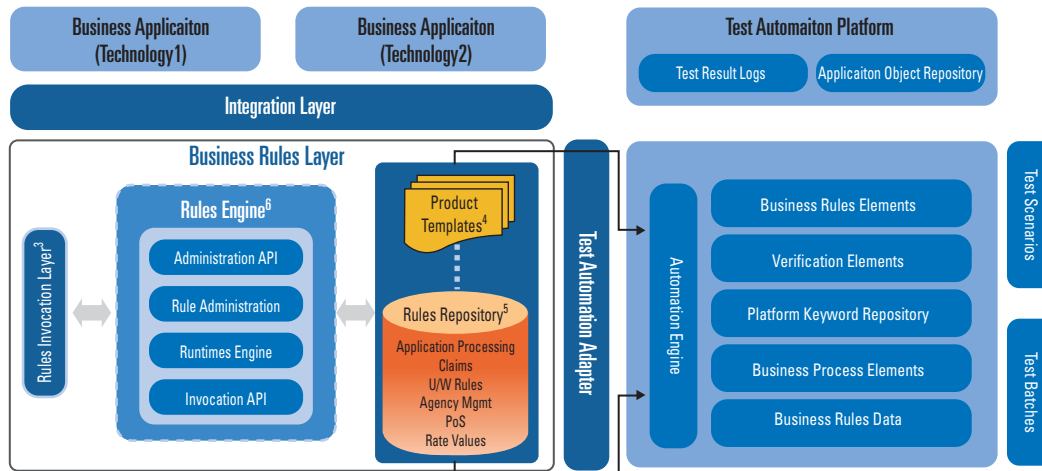 Business Applicaiton
(Technology1)
Business Applicaiton
(Technology2)
Integration Layer
Test Automaiton Platform
Test Result Logs
Applicaiton Object Repository
Business Rules Layer
Rules Invocation Layer3
Rules Engine6
Administration API
Rule Administration
Runtimes Engine
Invocation API
Product
Templates4
Rules Repository5
Application Processing
Claims
U/W Rules
Agency Mgmt
PoS
Rate Values
Test Automation Adapter
Automation Engine
Business Rules Elements
Verification Elements
Platform Keyword Repository
Business Process Elements
Business Rules Data
Test Scenarios
Test Batches